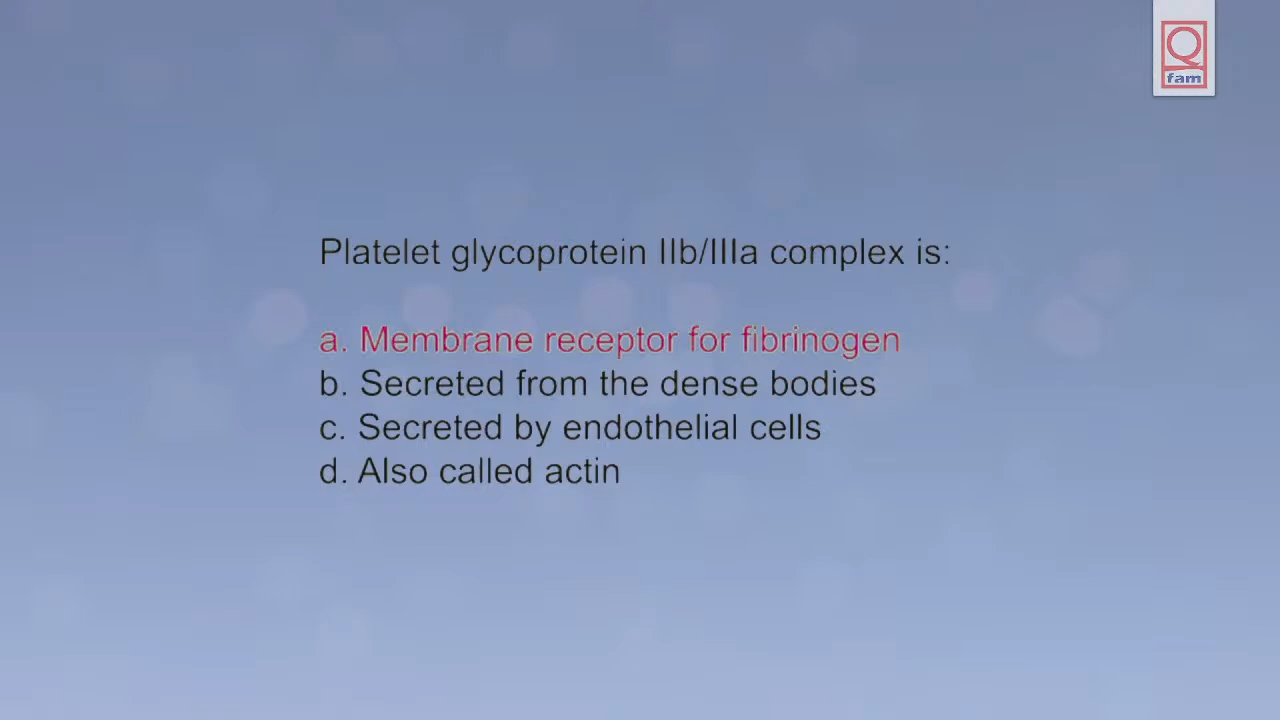 Q
fam
Platelet glycoprotein IIb/IIIa complex is:
a. Membrane receptor for fibrinogen
b. Secreted from the dense bodies
c. Secreted by endothelial cells
d. Also called actin